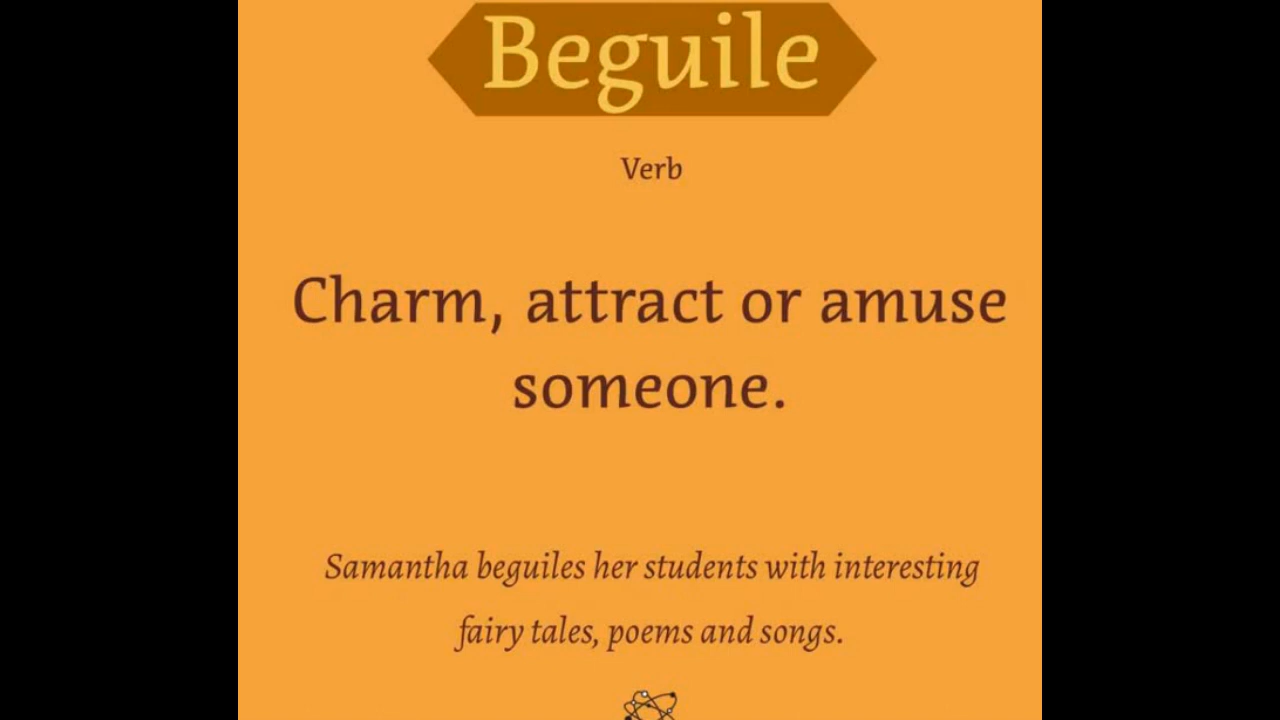 Beguile
Verb
Charm, attract or amuse
someone.
Samantha beguiles her students with interesting
fairy tales, poems and songs.